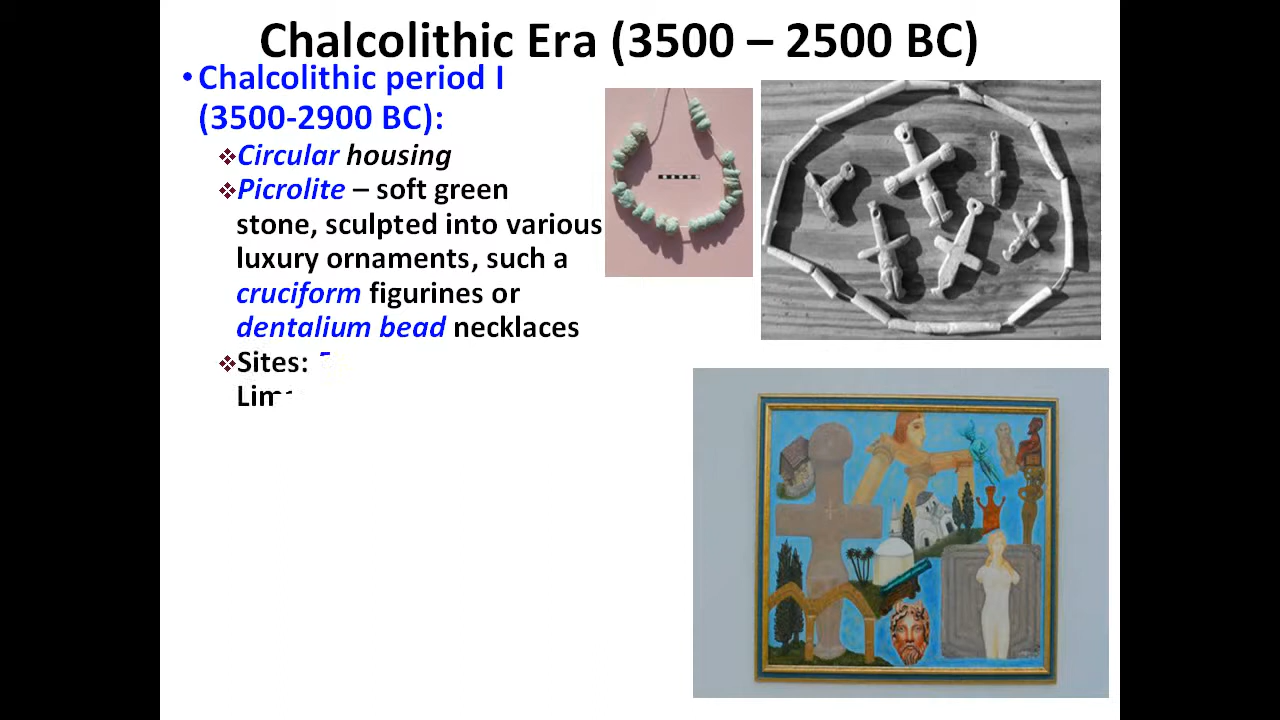 Chalcolithic Era (3500 – 2500 BC)
• Chalcolithic period I
(3500-2900 BC):
❖Circular housing
❖Picrolite – soft green
stone, sculpted into various
luxury ornaments, such a
cruciform figurines or
dentalium bead necklaces
❖Sites: